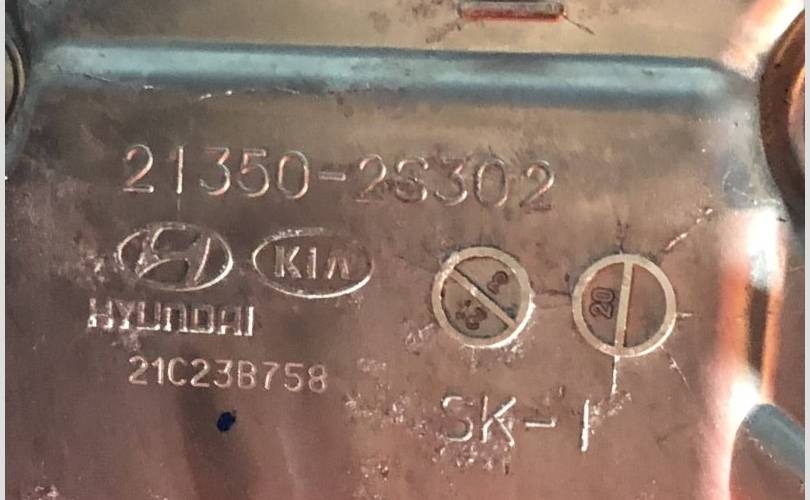 21350-2S302
KIA
HYUNDAI
20
21C23B758
SK-1